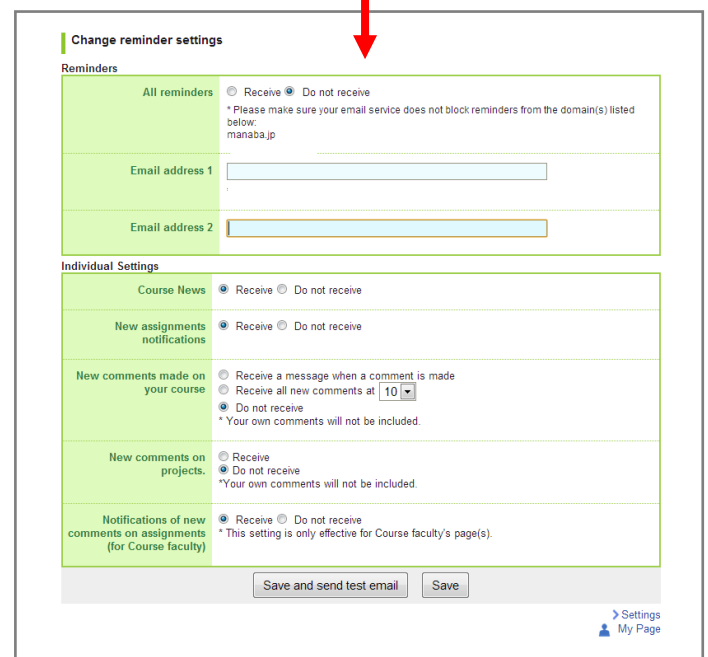 Change reminder settings
Reminders
All reminders
Receive Do not receive
* Please make sure your email service does not block reminders from the domain(s) listed
below:
manaba.jp
Email address 1
Email address 2
Individual Settings
Course News
Receive Do not receive
New assignments
notifications
Receive Do not receive
New comments made on
your course
Receive a message when a comment is made
Receive all new comments at 10
Do not receive
* Your own comments will not be included.
New comments on
projects.
Receive
Do not receive
*Your own comments will not be included.
Notifications of new
comments on assignments
(for Course faculty)
Receive Do not receive
* This setting is only effective for Course faculty's page(s).
Save and send test email Save
Settings
My Page